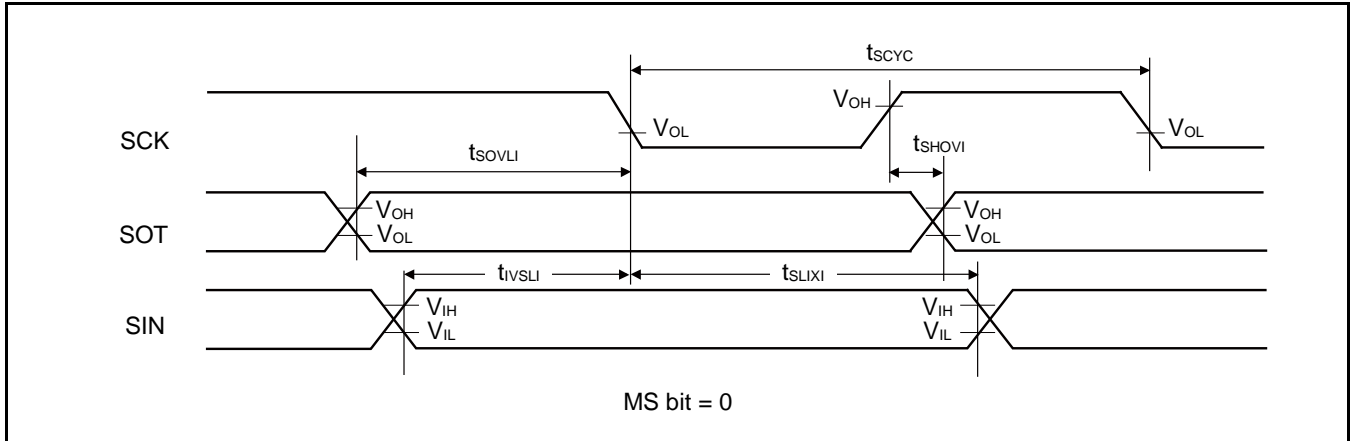 tSCYC
SCK
VOL
VOH
VOL
tSOVLI
tSHOVI
SOT
VOH
VOL
VOH
VOL
tIVSLI
tSLIXI
SIN
VIH
VIL
VIH
VIL
MS bit = 0